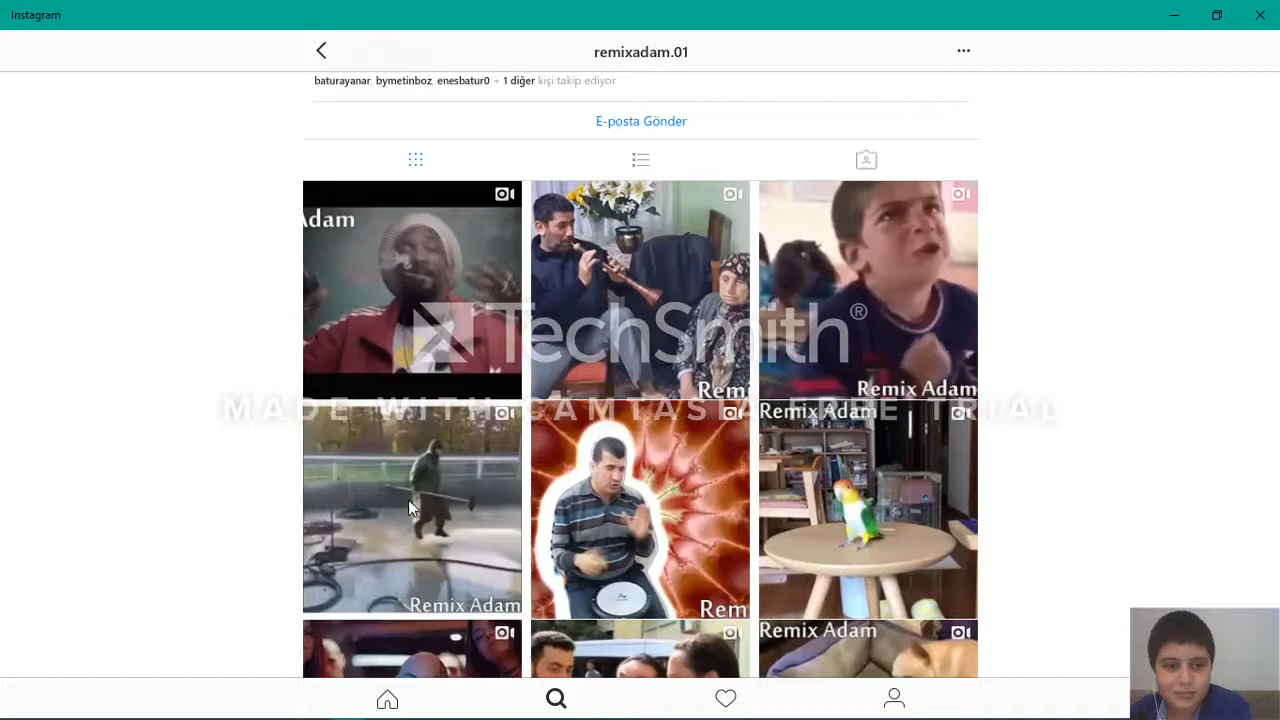 Instagram
remixadam.01
baturayanar, bymetinboz, enesbatur0 + 1 diğer kişi takip ediyor
E-posta Gönder
Adam
Remi
Remix Adam
TechSmith®
MADE WITH CAMTASIA FREE TRIAL
Remix Adam
Remix Adam
Rem
Remix Adam